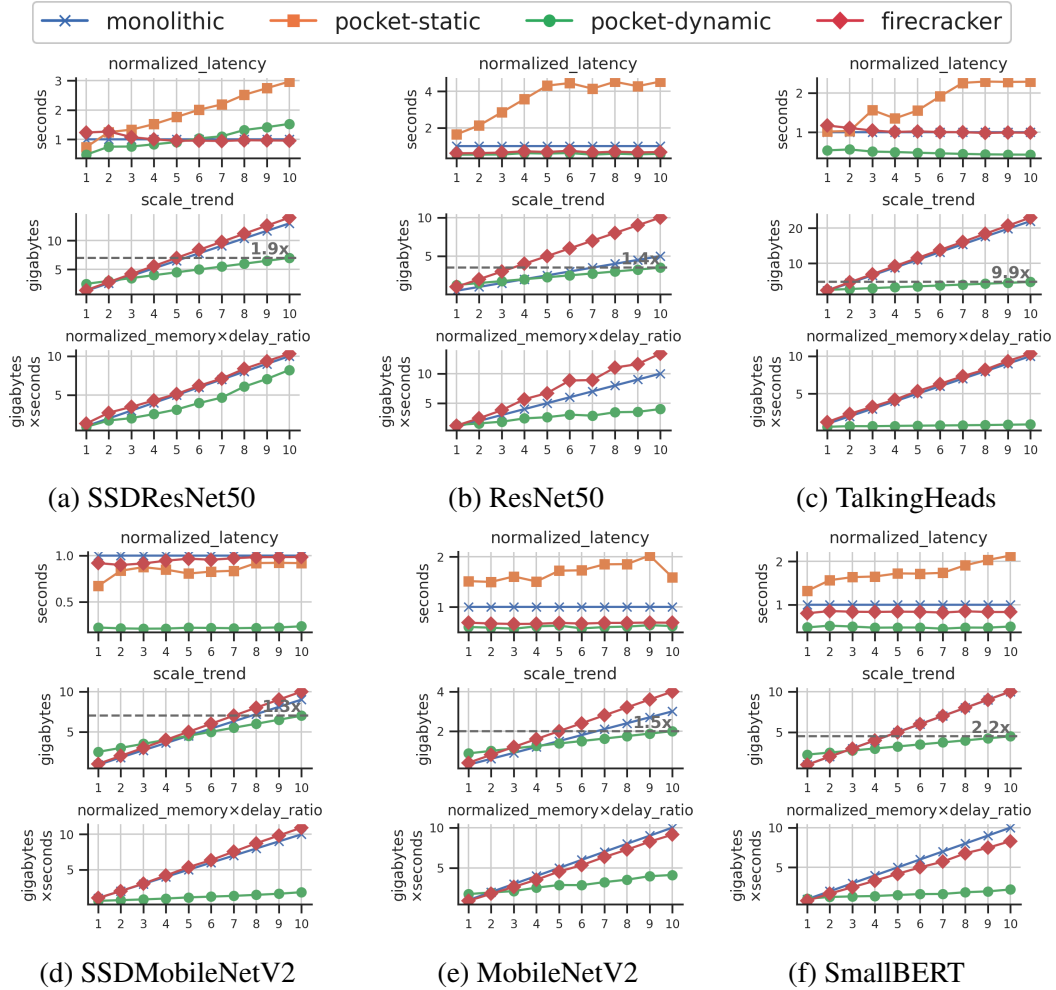 monolithic pocket-static pocket-dynamic firecracker
normalized_latency normalized_latency normalized_latency
seconds 3 2 1 seconds 4 2 seconds 2 1
1 2 3 4 5 6 7 8 9 10 1 2 3 4 5 6 7 8 9 10 1 2 3 4 5 6 7 8 9 10
scale_trend scale_trend scale_trend
gigabytes 10 5 1.9x gigabytes 10 5 1.4x gigabytes 20 10 9.9x
1 2 3 4 5 6 7 8 9 10 1 2 3 4 5 6 7 8 9 10 1 2 3 4 5 6 7 8 9 10
normalized_memory×delay_ratio normalized_memory×delay_ratio normalized_memory×delay_ratio
gigabytes ×seconds 10 5 gigabytes ×seconds 10 5 gigabytes ×seconds 10 5
1 2 3 4 5 6 7 8 9 10 1 2 3 4 5 6 7 8 9 10 1 2 3 4 5 6 7 8 9 10
(a) SSDResNet50 (b) ResNet50 (c) TalkingHeads
normalized_latency normalized_latency normalized_latency
seconds 1.0 0.5 seconds 2 1 seconds 2 1
1 2 3 4 5 6 7 8 9 10 1 2 3 4 5 6 7 8 9 10 1 2 3 4 5 6 7 8 9 10
scale_trend scale_trend scale_trend
gigabytes 10 5 1.3x gigabytes 4 2 1.5x gigabytes 10 5 2.2x
1 2 3 4 5 6 7 8 9 10 1 2 3 4 5 6 7 8 9 10 1 2 3 4 5 6 7 8 9 10
normalized_memory×delay_ratio normalized_memory×delay_ratio normalized_memory×delay_ratio
gigabytes ×seconds 10 5 gigabytes ×seconds 10 5 gigabytes ×seconds 10 5
1 2 3 4 5 6 7 8 9 10 1 2 3 4 5 6 7 8 9 10 1 2 3 4 5 6 7 8 9 10
(d) SSDMobileNetV2 (e) MobileNetV2 (f) SmallBERT